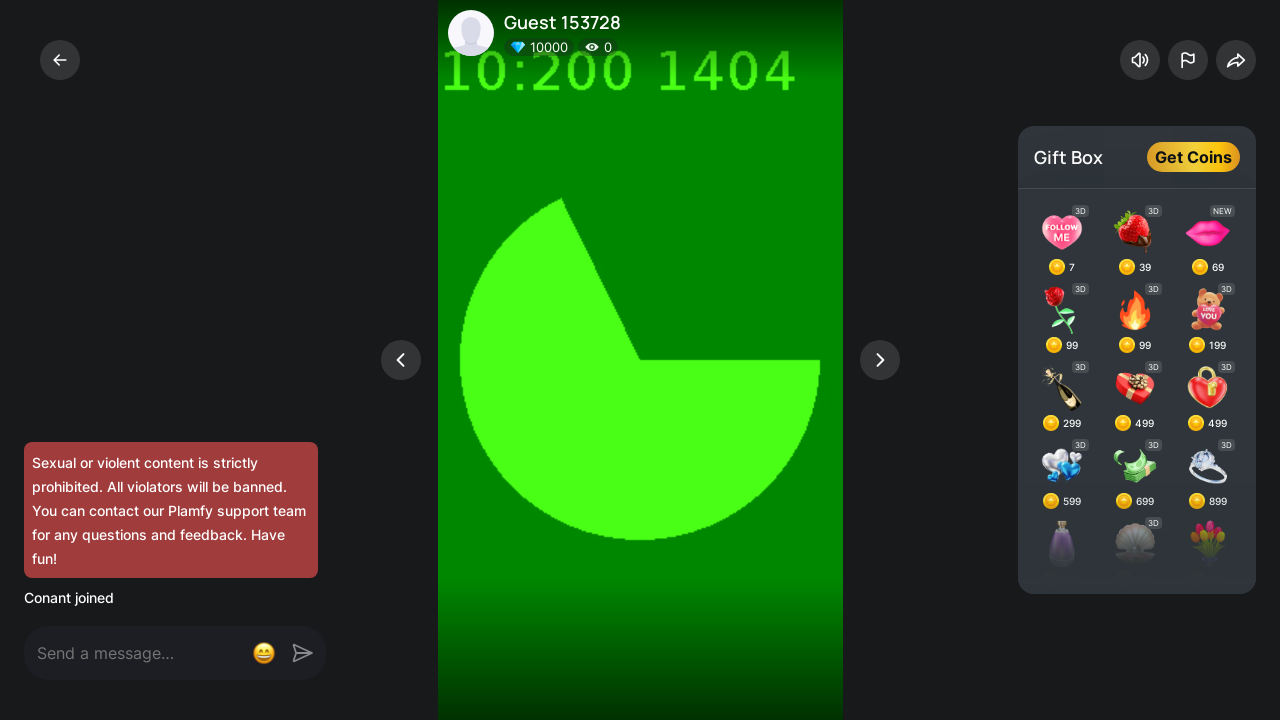 Guest 153728
10000 0
10:200 1404
Gift Box
Get Coins
3D 3D NEW
FOLLOW ME
7 39 69
3D 3D 3D
LOVE YOU
99 99 199
3D 3D 3D
299 499 499
3D 3D 3D
599 699 899
3D
Sexual or violent content is strictly
prohibited. All violators will be banned.
You can contact our Plamfy support team
for any questions and feedback. Have
fun!
Conant joined
Send a message...